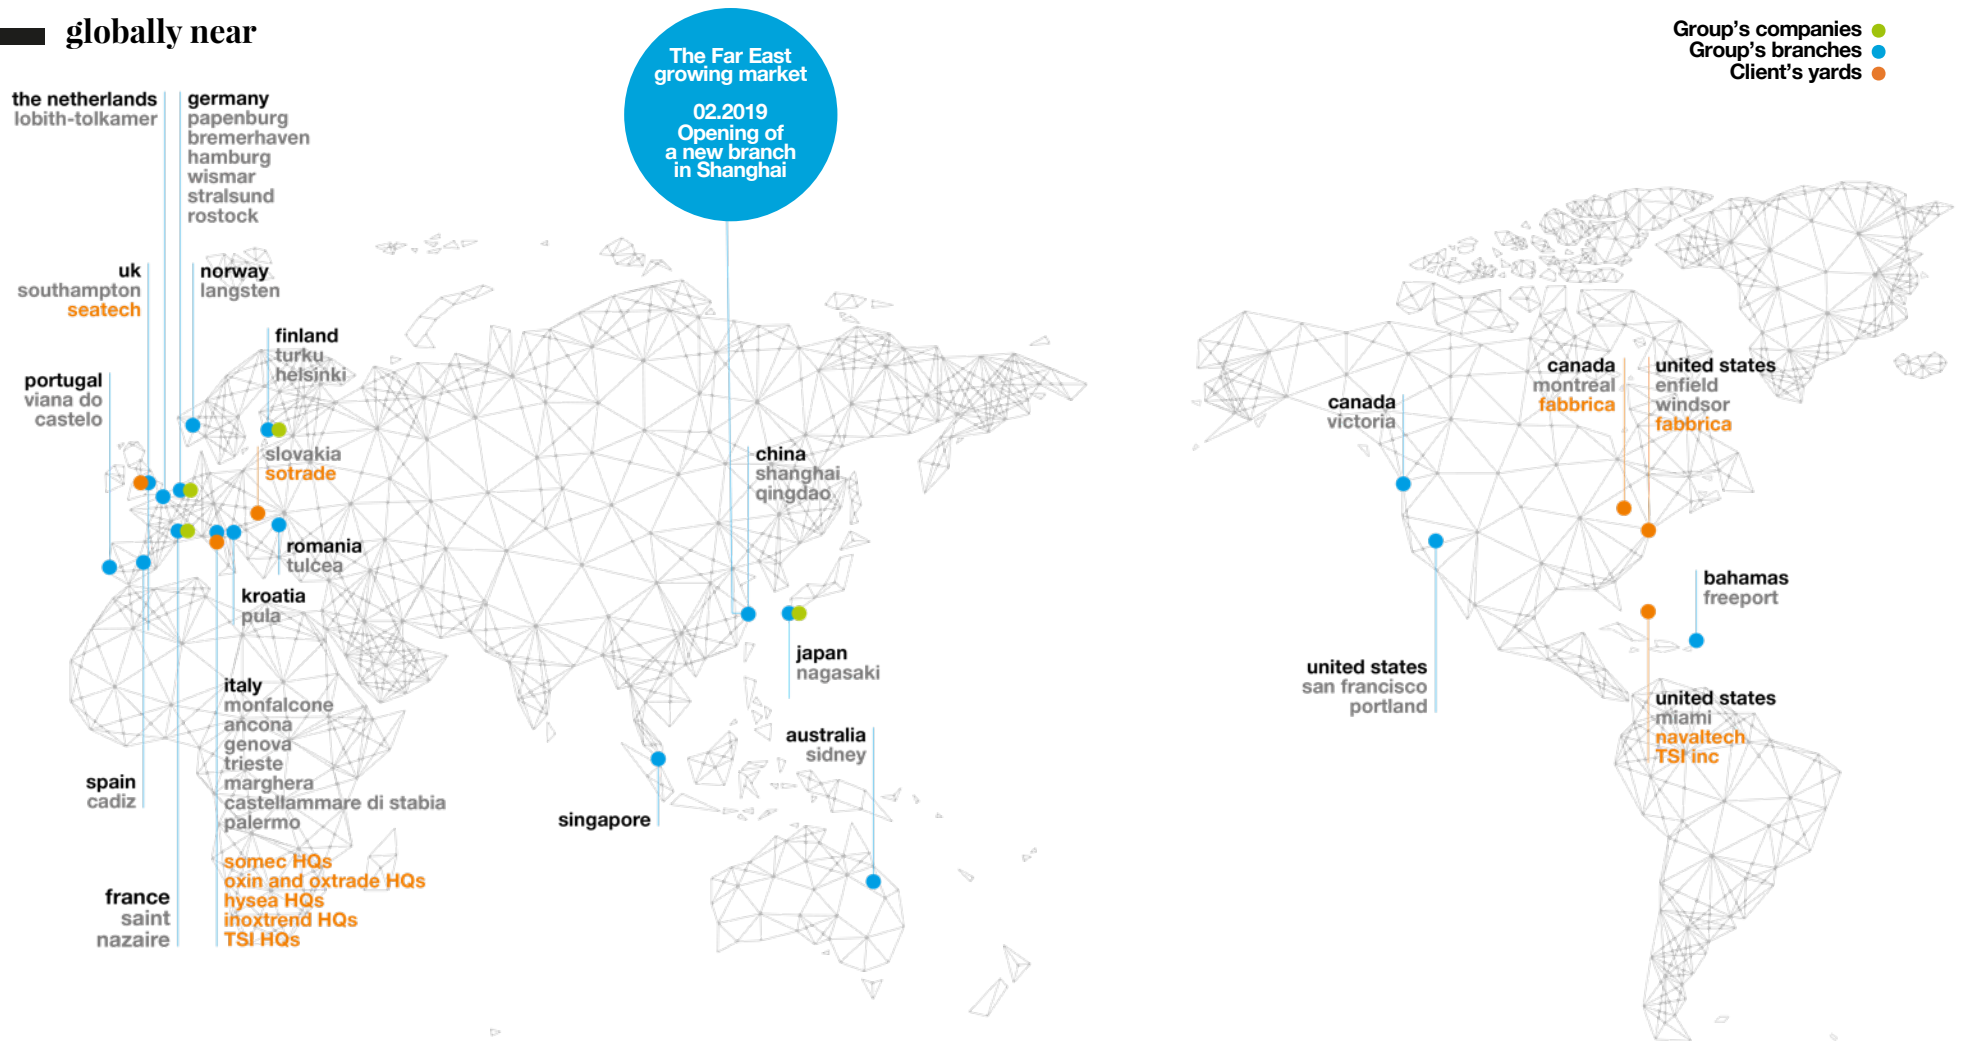 globally near
The Far East
growing market
02.2019
Opening of
a new branch
in Shanghai
Group's companies
Group's branches
Client's yards
the netherlands
lobith-tolkamer
germany
papenburg
bremerhaven
hamburg
wismar
stralsund
rostock
uk
southampton
seatech
norway
langsten
finland
turku
helsinki
portugal
viana do
castelo
slovakia
sotrade
romania
tulcea
kroatia
pula
italy
monfalcone
ancona
genova
trieste
marghera
castellammare di stabia
palermo
somec HQs
oxin and oxtrade HQs
hysea HQs
inoxtrend HQs
TSI HQs
spain
cadiz
france
saint
nazaire
china
shanghai
qingdao
japan
nagasaki
australia
sidney
singapore
canada
victoria
canada
montreal
fabbrica
united states
enfield
windsor
fabbrica
bahamas
freeport
united states
san francisco
portland
united states
miami
navaltech
TSI inc